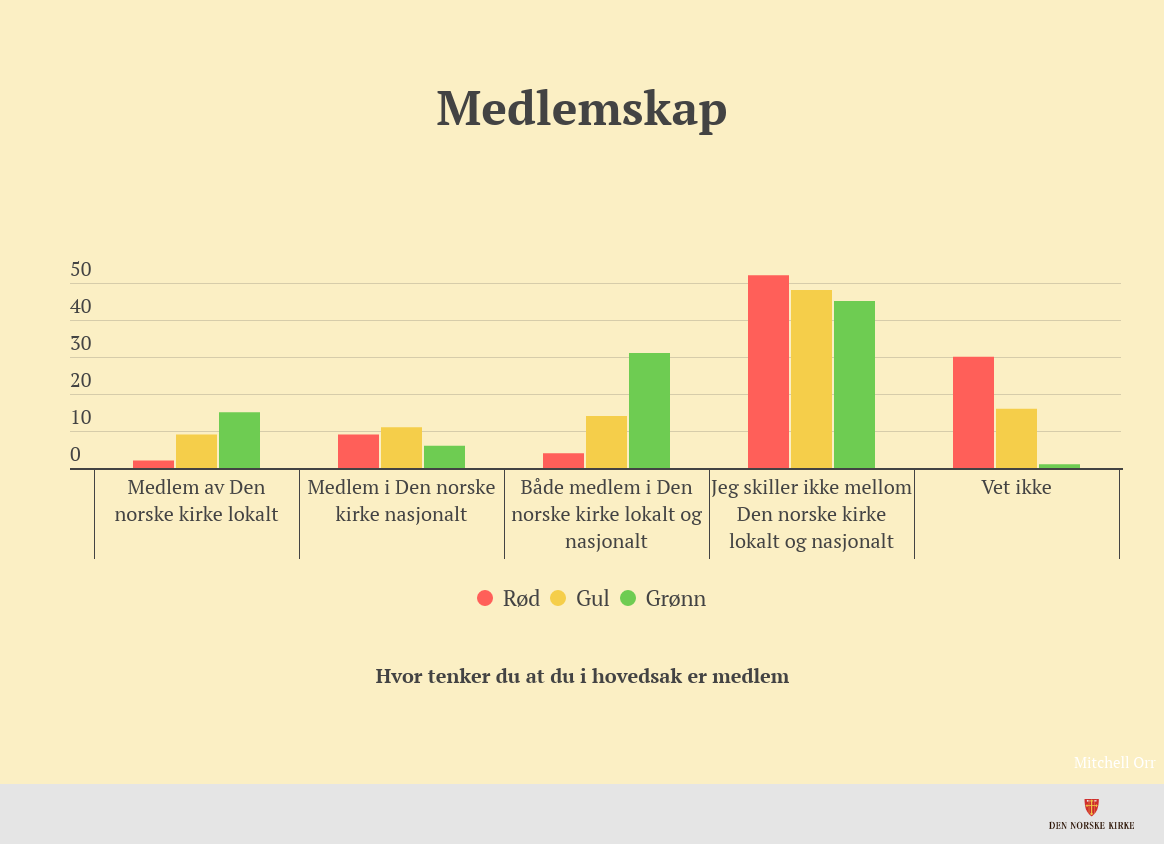 Medlemskap
50
40
30
20
10
0
Medlem av Den
norske kirke lokalt
Medlem i Den norske
kirke nasjonalt
Både medlem i Den
norske kirke lokalt og
nasjonalt
Jeg skiller ikke mellom
Den norske kirke
lokalt og nasjonalt
Vet ikke
Rød Gul Grønn
Hvor tenker du at du i hovedsak er medlem
Mitchell Orr
DEN NORSKE KIRKE